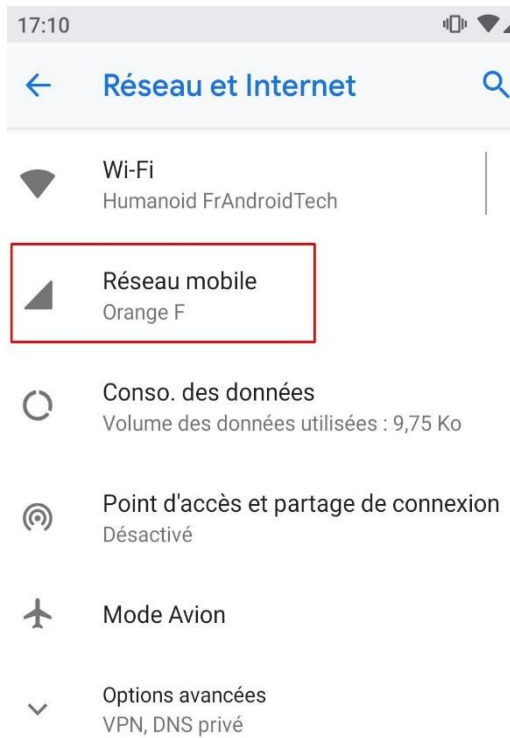 17:10
Réseau et Internet
Wi-Fi
Humanoid FrAndroidTech
Réseau mobile
Orange F
Conso. des données
Volume des données utilisées : 9,75 Ko
Point d'accès et partage de connexion
Désactivé
Mode Avion
Options avancées
VPN, DNS privé